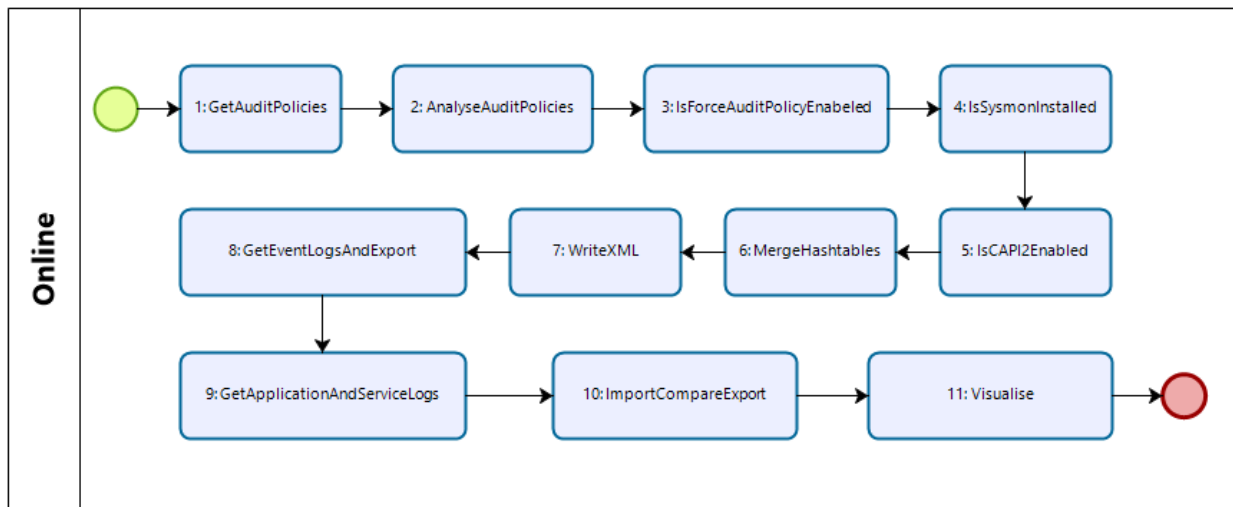 Online
1: GetAuditPolicies
2: AnalyseAuditPolicies
3: IsForceAuditPolicyEnabeled
4: IsSysmonInstalled
5: IsCAPI2Enabled
6: MergeHashtables
7: WriteXML
8: GetEventLogsAndExport
9: GetApplicationAndServiceLogs
10: ImportCompareExport
11: Visualise